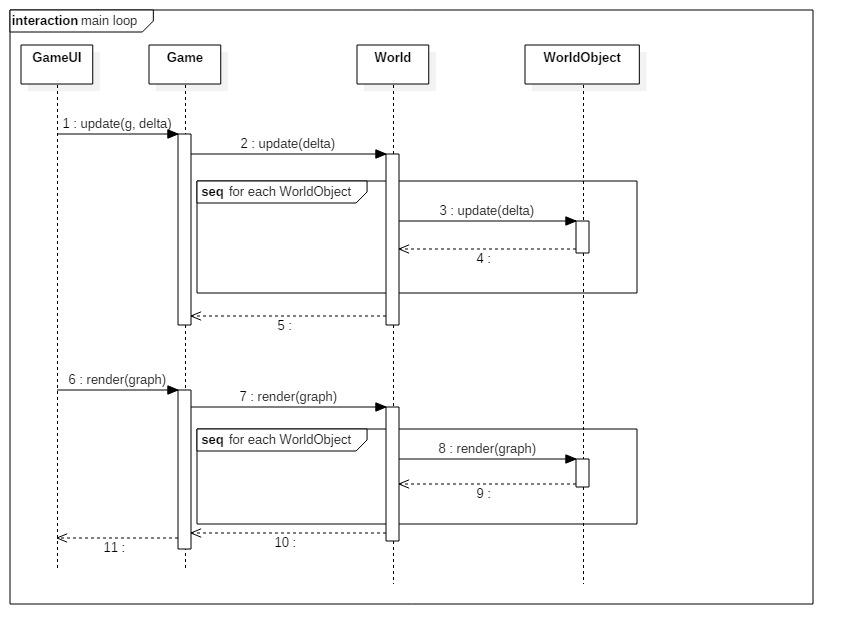 interaction main loop
GameUI
Game
World
WorldObject
1 : update(g, delta)
2 : update(delta)
seq for each WorldObject
3 : update(delta)
4 :
5 :
6 : render(graph)
7 : render(graph)
seq for each WorldObject
8 : render(graph)
9 :
10 :
11 :